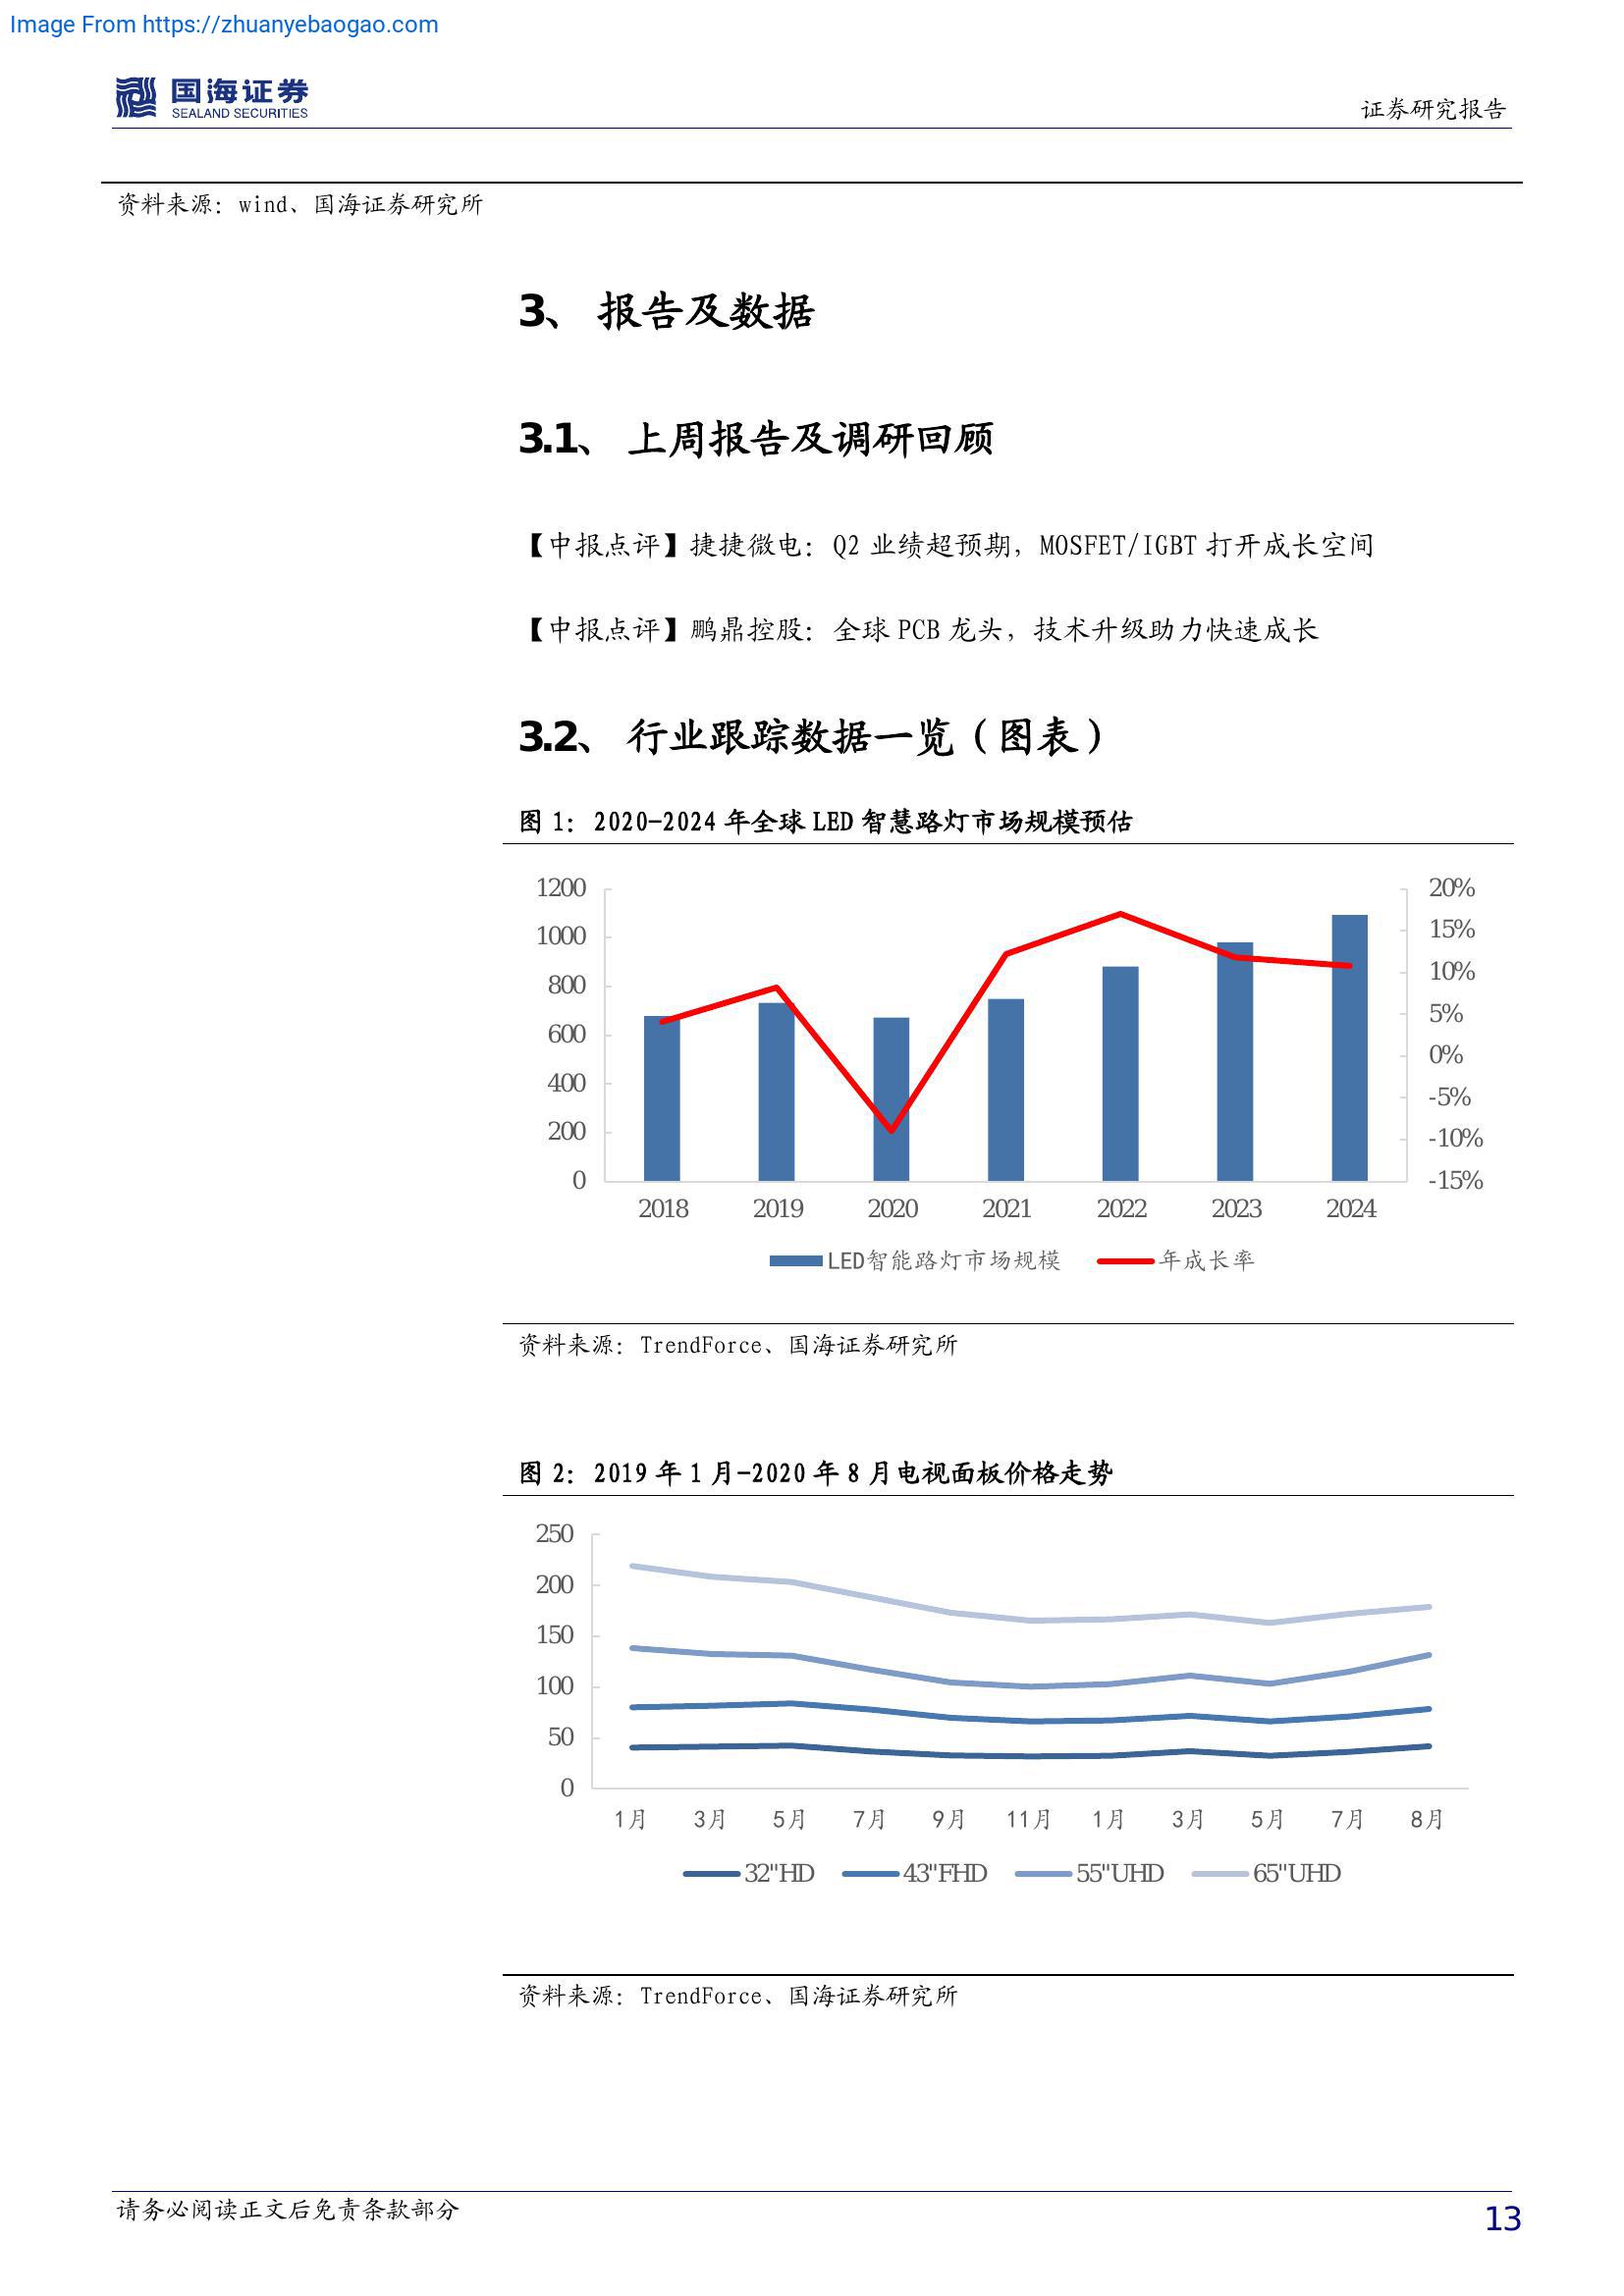 Image From https://zhuanyebaogao.com
国海证券
SEALAND SECURITIES
证券研究报告
资料来源：wind、国海证券研究所
3、 报告及数据
3.1、 上周报告及调研回顾
【中报点评】捷捷微电：Q2 业绩超预期，MOSFET/IGBT 打开成长空间
【中报点评】鹏鼎控股：全球 PCB 龙头，技术升级助力快速成长
3.2、 行业跟踪数据一览（图表）
图 1： 2020-2024 年全球 LED 智慧路灯市场规模预估
1200
1000
800
600
400
200
0
20%
15%
10%
5%
0%
-5%
-10%
-15%
2018 2019 2020 2021 2022 2023 2024
LED智能路灯市场规模 年成长率
资料来源：TrendForce、国海证券研究所
图 2： 2019 年 1 月-2020 年 8 月电视面板价格走势
250
200
150
100
50
0
1月 3月 5月 7月 9月 11月 1月 3月 5月 7月 8月
32"HD 43"FHD 55"UHD 65"UHD
资料来源：TrendForce、国海证券研究所
请务必阅读正文后免责条款部分
13